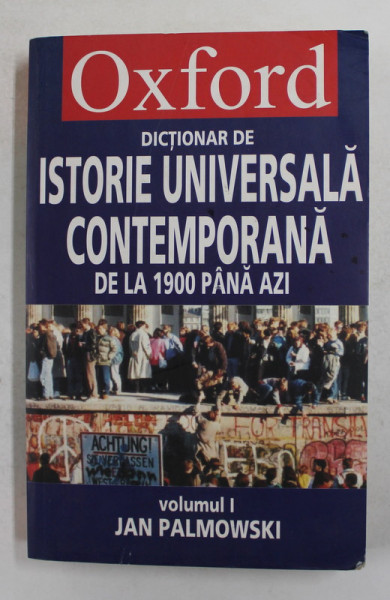 Oxford
DICȚIONAR DE
ISTORIE UNIVERSALĂ
CONTEMPORANĂ
DE LA 1900 PÂNĂ AZI
ACHTUNG!
volumul I
JAN PALMOWSKI